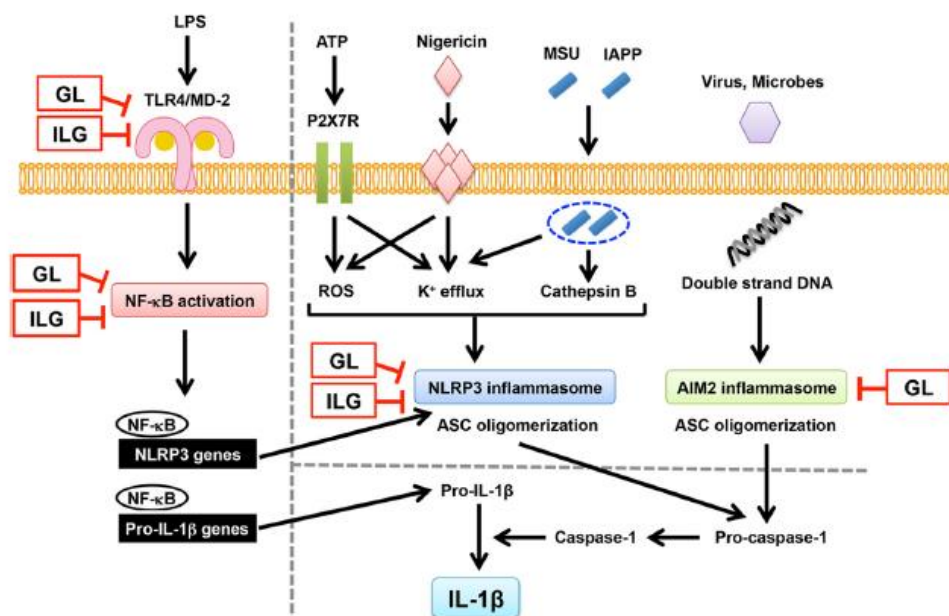 LPS
GL
TLR4/MD-2
ILG
GL
NF-κB activation
ILG
NF-κB
NLRP3 genes
NF-κB
Pro-IL-1β genes
ATP
Nigericin
MSU IAPP
Virus, Microbes
P2X7R
ROS
K⁺ efflux
Cathepsin B
Double strand DNA
GL
ILG
NLRP3 inflammasome
ASC oligomerization
AIM2 inflammasome
GL
ASC oligomerization
Pro-IL-1β
Caspase-1
Pro-caspase-1
IL-1β